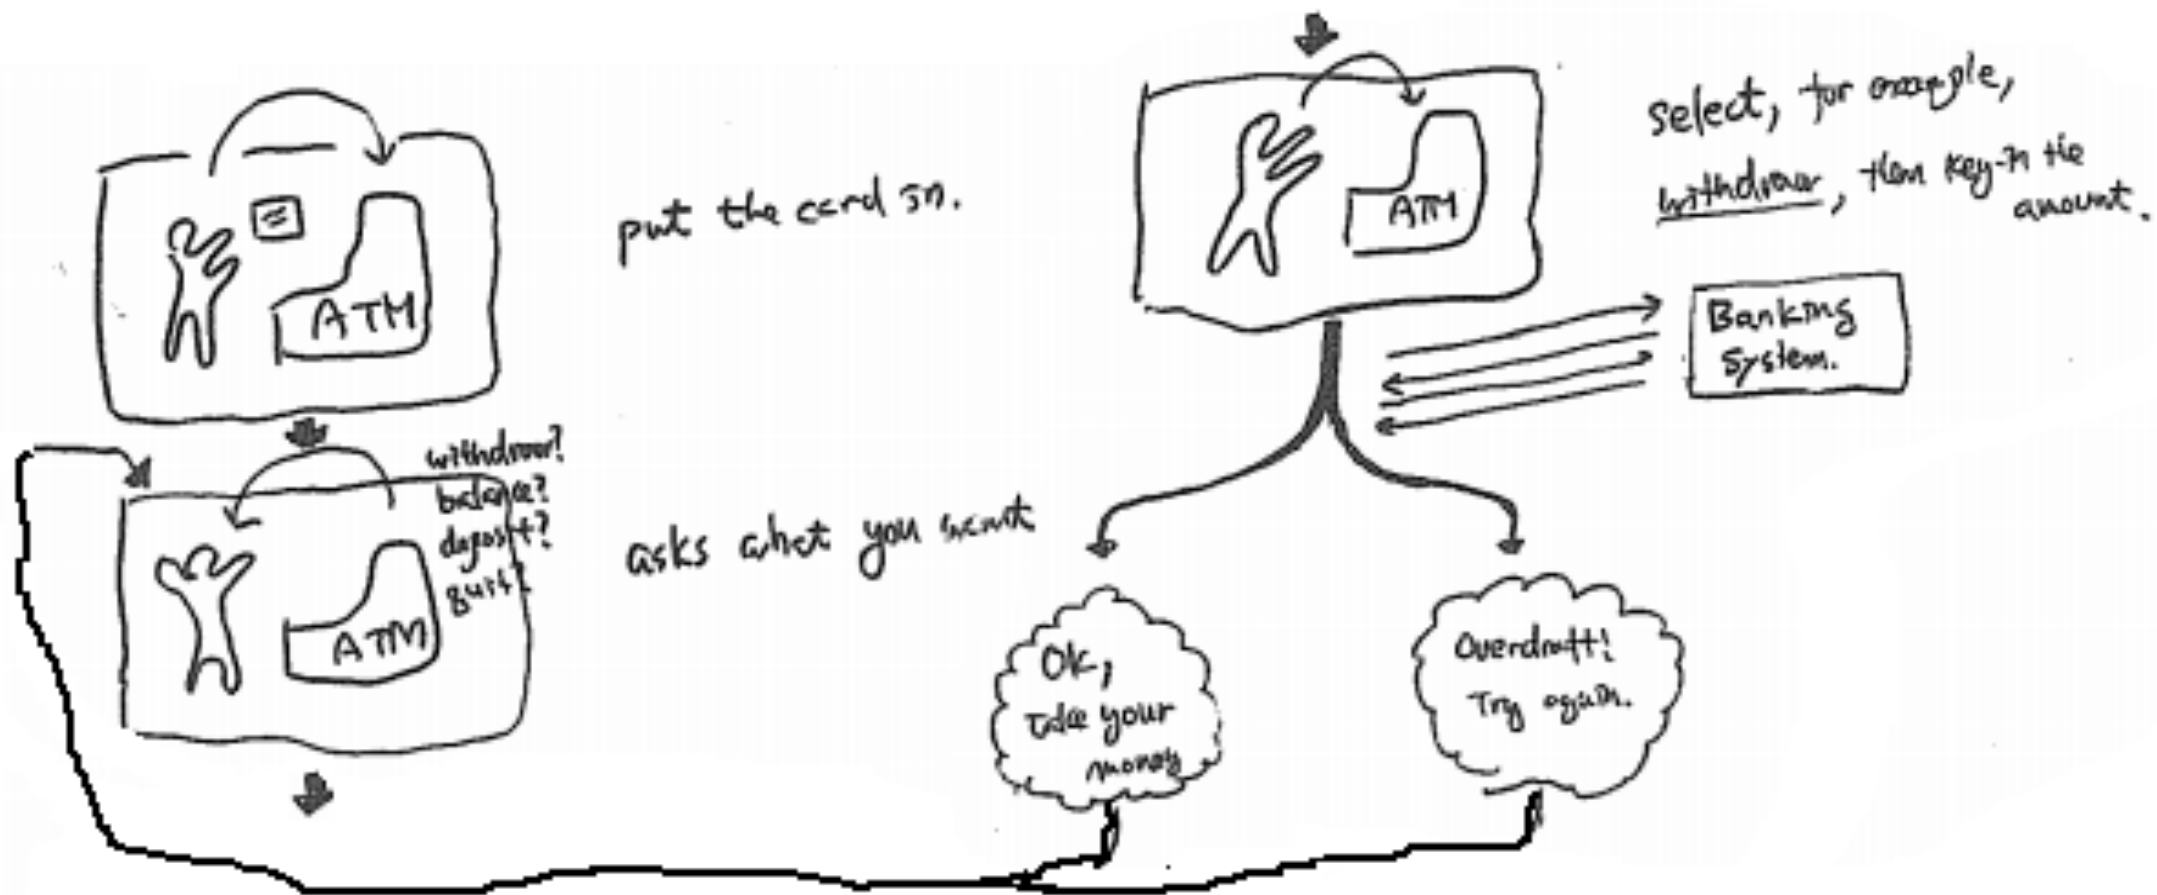 put the card in.
ATM
withdraw?
balance?
deposit?
quit?
asks what you want
ATM
select, for example,
withdraw, then key-in the
amount.
ATM
Banking
System.
Ok,
take your
money
Overdraft!
Try again.